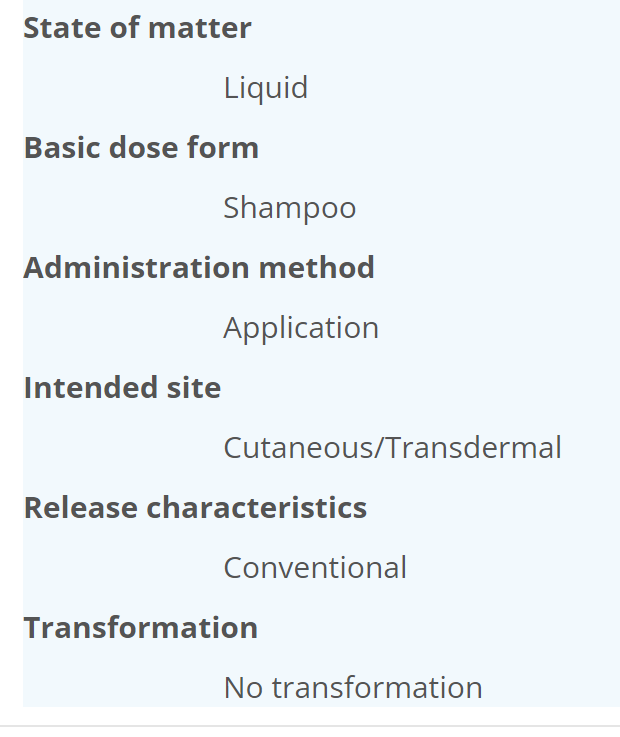 State of matter
Liquid
Basic dose form
Shampoo
Administration method
Application
Intended site
Cutaneous/Transdermal
Release characteristics
Conventional
Transformation
No transformation